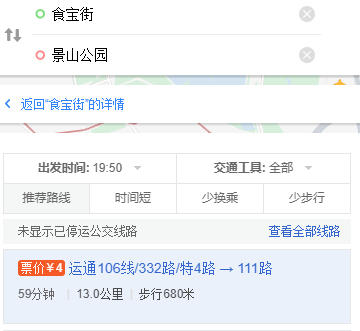 食宝街
景山公园
返回“食宝街”的详情
出发时间: 19:50 交通工具: 全部
推荐路线 时间短 少换乘 少步行
未显示已停运公交线路 查看全部线路
票价¥4 运通106线/332路/特4路 → 111路
59分钟 | 13.0公里 | 步行680米